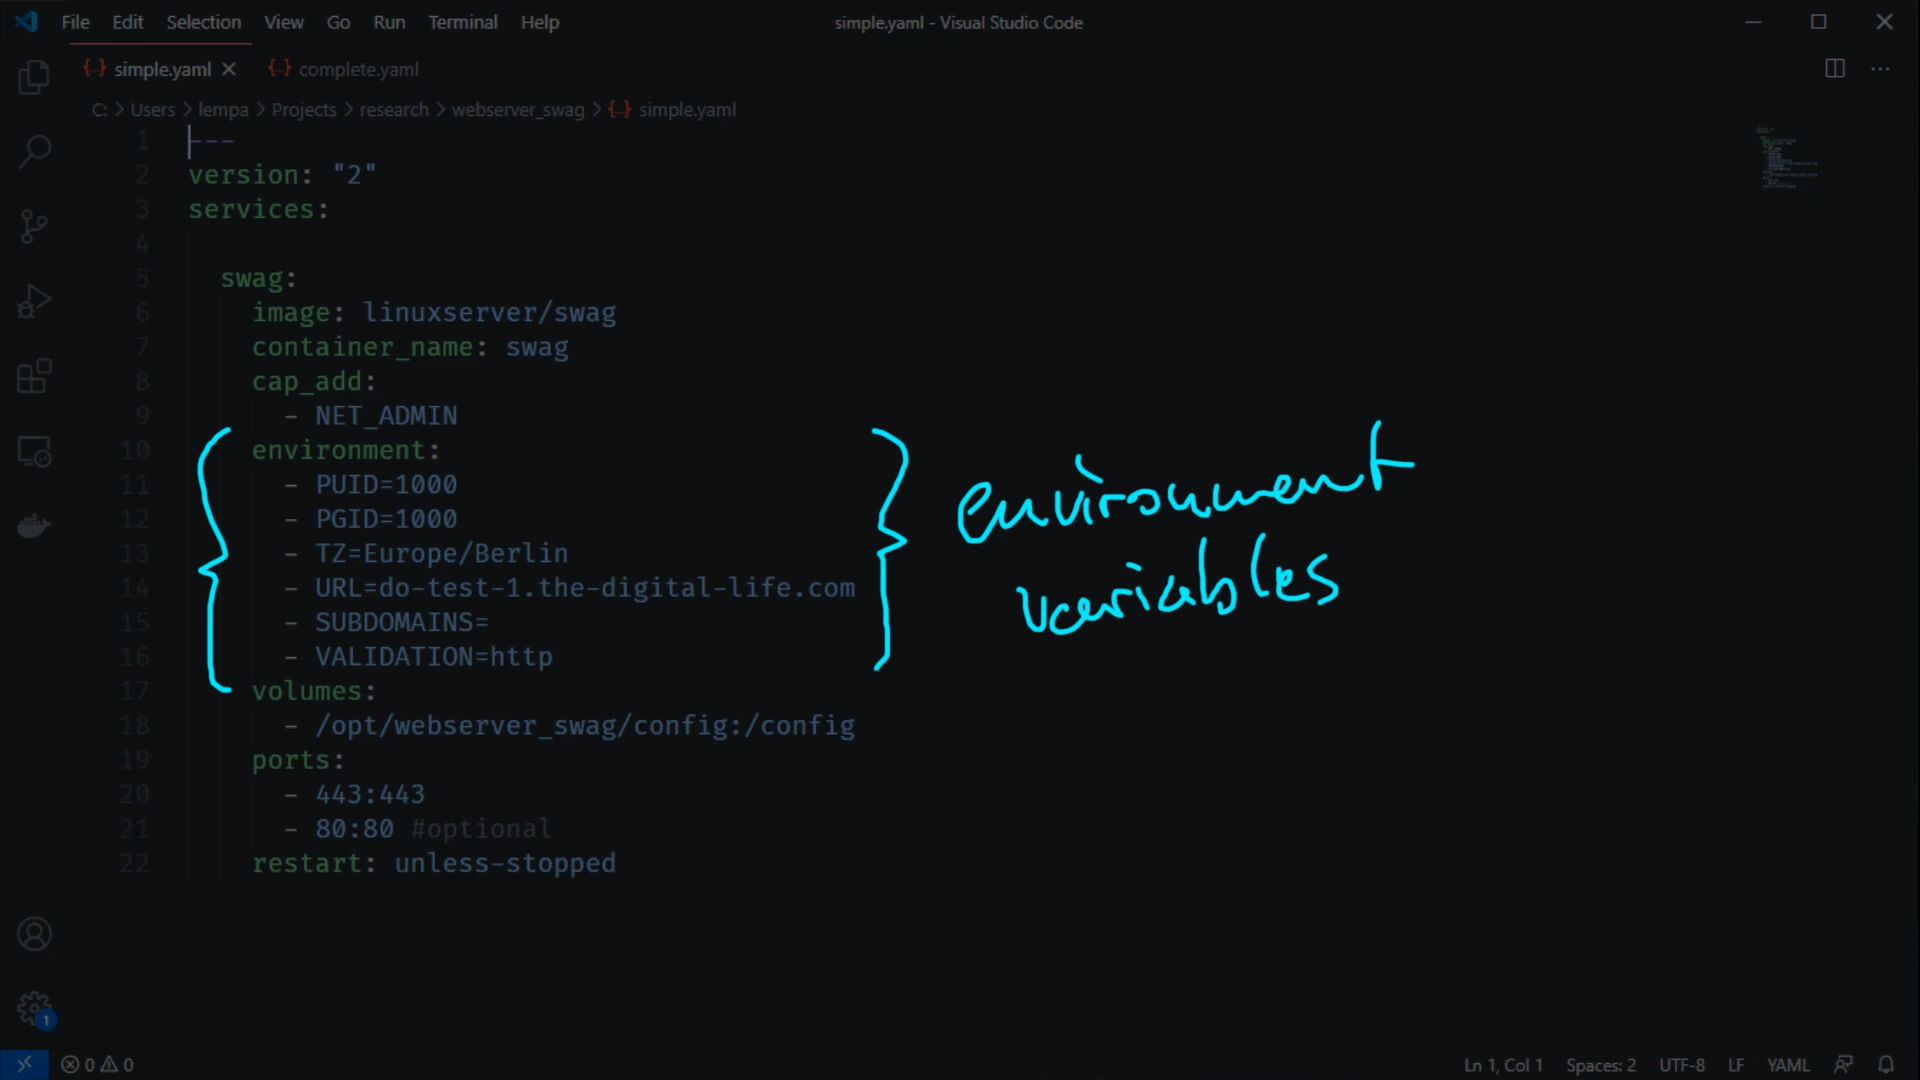 File Edit Selection View Go Run Terminal Help simple.yaml - Visual Studio Code
simple.yaml complete.yaml
C: > Users > lempa > Projects > research > webserver_swag > simple.yaml
1 ---
2 version: "2"
3 services:
4
5 swag:
6 image: linuxserver/swag
7 container_name: swag
8 cap_add:
9 - NET_ADMIN
10 environment:
11 - PUID=1000
12 - PGID=1000
13 - TZ=Europe/Berlin
14 - URL=do-test-1.the-digital-life.com
15 - SUBDOMAINS=
16 - VALIDATION=http
17 volumes:
18 - /opt/webserver_swag/config:/config
19 ports:
20 - 443:443
21 - 80:80 #optional
22 restart: unless-stopped
environment
variables
1
0 0 Ln 1, Col 1 Spaces: 2 UTF-8 LF YAML